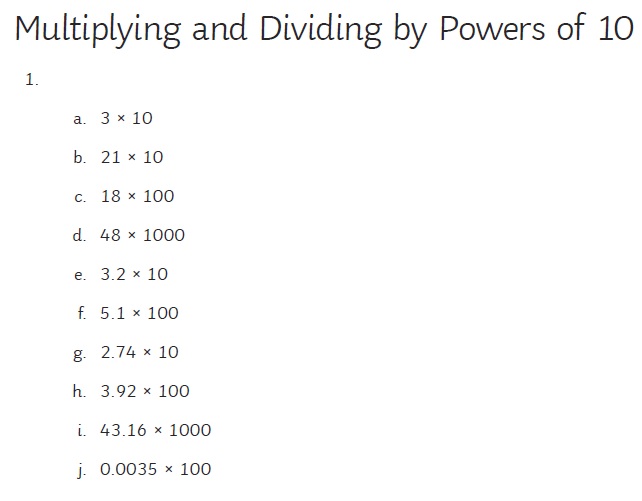 Multiplying and Dividing by Powers of 10
1.
a. 3 × 10
b. 21 × 10
c. 18 × 100
d. 48 × 1000
e. 3.2 × 10
f. 5.1 × 100
g. 2.74 × 10
h. 3.92 × 100
i. 43.16 × 1000
j. 0.0035 × 100